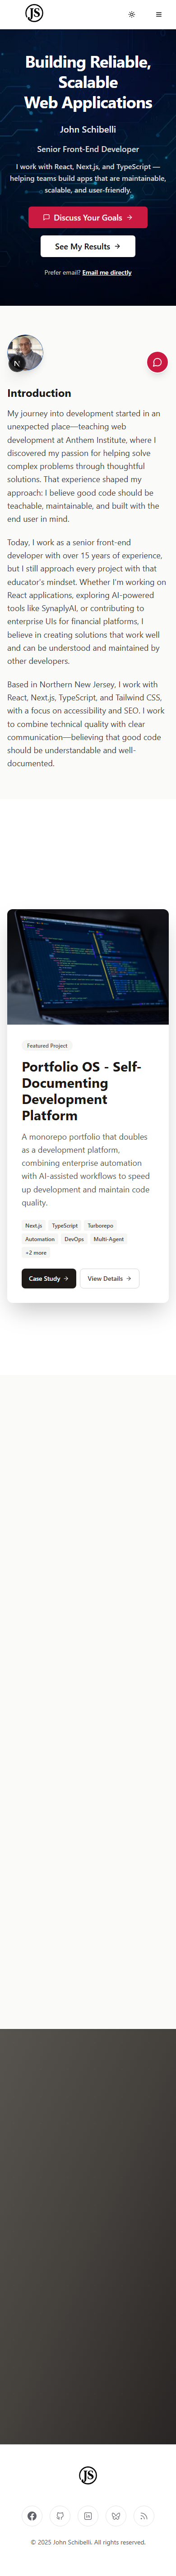 JS
Building Reliable,
Scalable
Web Applications
John Schibelli
Senior Front-End Developer
I work with React, Next.js, and TypeScript —
helping teams build apps that are maintainable,
scalable, and user-friendly.
Discuss Your Goals
See My Results
Prefer email? Email me directly
N
Introduction
My journey into development started in an
unexpected place—teaching web
development at Anthem Institute, where I
discovered my passion for helping solve
complex problems through thoughtful
solutions. That experience shaped my
approach: I believe good code should be
teachable, maintainable, and built with the
end user in mind.
Today, I work as a senior front-end
developer with over 15 years of experience,
but I still approach every project with that
educator's mindset. Whether I'm working on
React applications, exploring AI-powered
tools like SynaplyAI, or contributing to
enterprise UIs for financial platforms, I
believe in creating solutions that work well
and can be understood and maintained by
other developers.
Based in Northern New Jersey, I work with
React, Next.js, TypeScript, and Tailwind CSS,
with a focus on accessibility and SEO. I work
to combine technical quality with clear
communication—believing that good code
should be understandable and well-
documented.
Featured Project
Portfolio OS - Self-
Documenting
Development
Platform
A monorepo portfolio that doubles
as a development platform,
combining enterprise automation
with AI-assisted workflows to speed
up development and maintain code
quality.
Next.js TypeScript Turborepo
Automation DevOps Multi-Agent
+2 more
Case Study View Details
JS
© 2025 John Schibelli. All rights reserved.